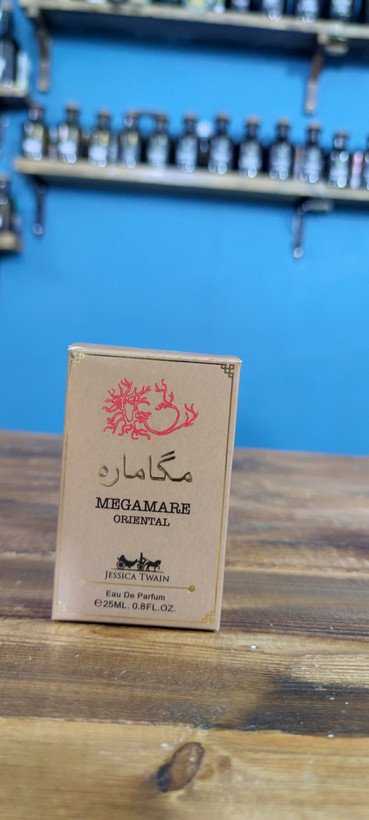 مگاماره
MEGAMARE
ORIENTAL
JESSICA TWAIN
Eau De Parfum
℮25ML. 0.8FL.OZ.